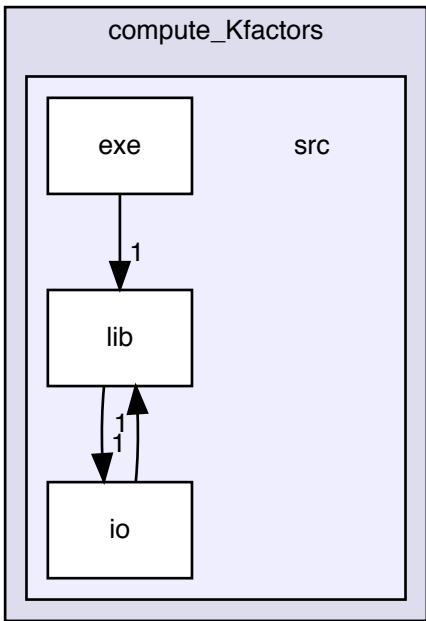 compute_Kfactors
exe
src
1
lib
1
1
io